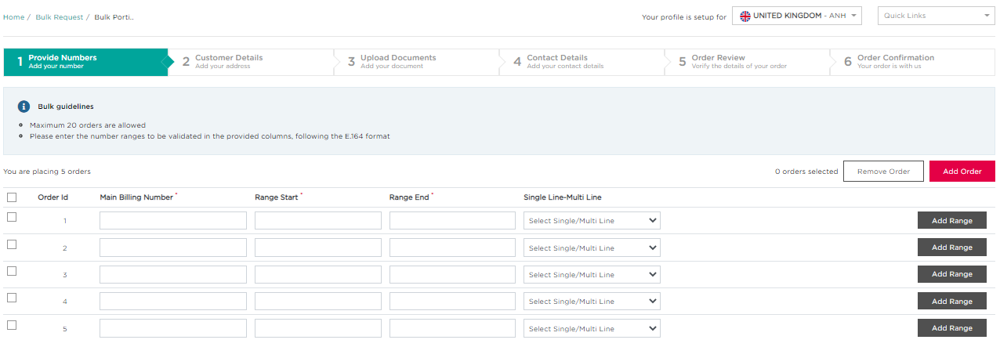 Home / Bulk Request / Bulk Porti..
Your profile is setup for UNITED KINGDOM - ANH Quick Links
1 Provide Numbers
Add your number
2 Customer Details
Add your address
3 Upload Documents
Add your document
4 Contact Details
Add your contact details
5 Order Review
Verify the details of your order
6 Order Confirmation
Your order is with us
Bulk guidelines
Maximum 20 orders are allowed
Please enter the number ranges to be validated in the provided columns, following the E.164 format
You are placing 5 orders
0 orders selected Remove Order Add Order
Order Id Main Billing Number * Range Start * Range End * Single Line-Multi Line
1 Select Single/Multi Line Add Range
2 Select Single/Multi Line Add Range
3 Select Single/Multi Line Add Range
4 Select Single/Multi Line Add Range
5 Select Single/Multi Line Add Range